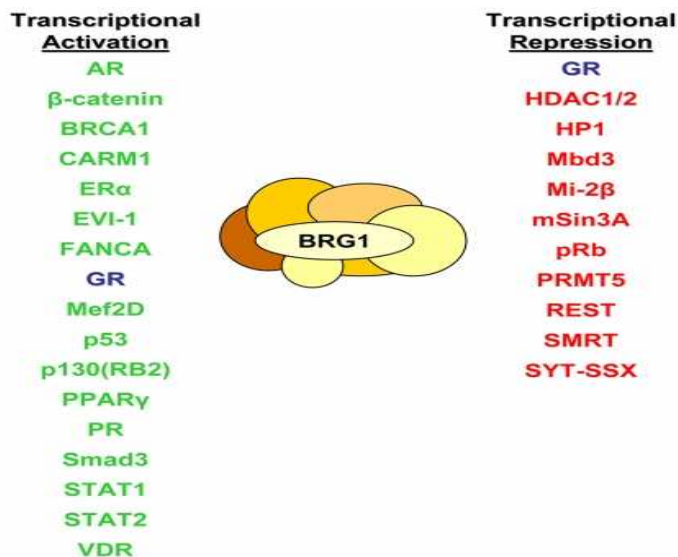 Transcriptional
Activation
AR
β-catenin
BRCA1
CARM1
ERα
EVI-1
FANCA
GR
Mef2D
p53
p130(RB2)
PPARγ
PR
Smad3
STAT1
STAT2
VDR
BRG1
Transcriptional
Repression
GR
HDAC1/2
HP1
Mbd3
Mi-2β
mSin3A
pRb
PRMT5
REST
SMRT
SYT-SSX